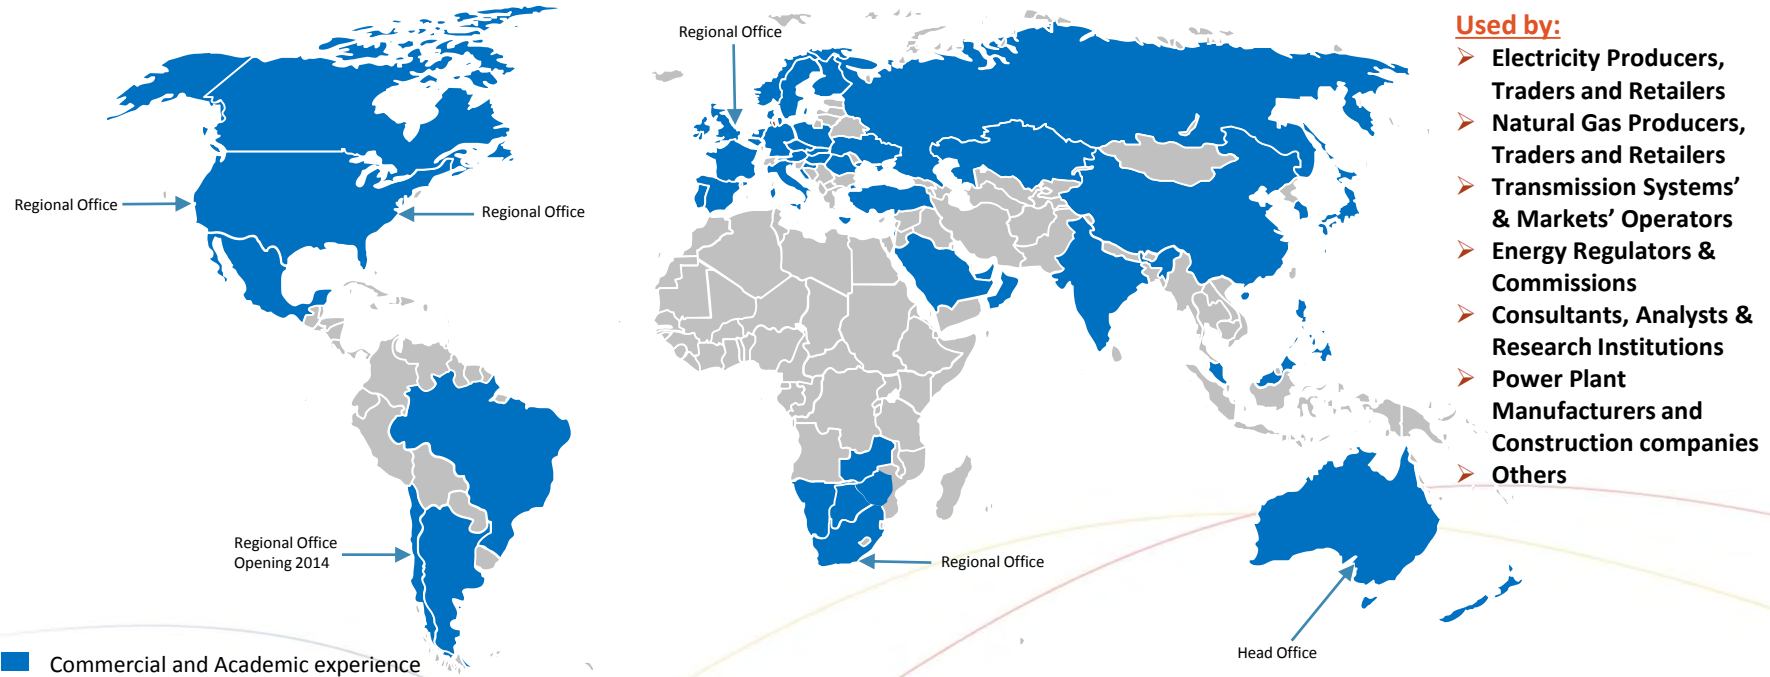 Regional Office
Regional Office
Regional Office
Regional Office
Opening 2014
Regional Office
Head Office
Commercial and Academic experience
Used by:
➢ Electricity Producers,
Traders and Retailers
➢ Natural Gas Producers,
Traders and Retailers
➢ Transmission Systems’
& Markets’ Operators
➢ Energy Regulators &
Commissions
➢ Consultants, Analysts &
Research Institutions
➢ Power Plant
Manufacturers and
Construction companies
➢ Others